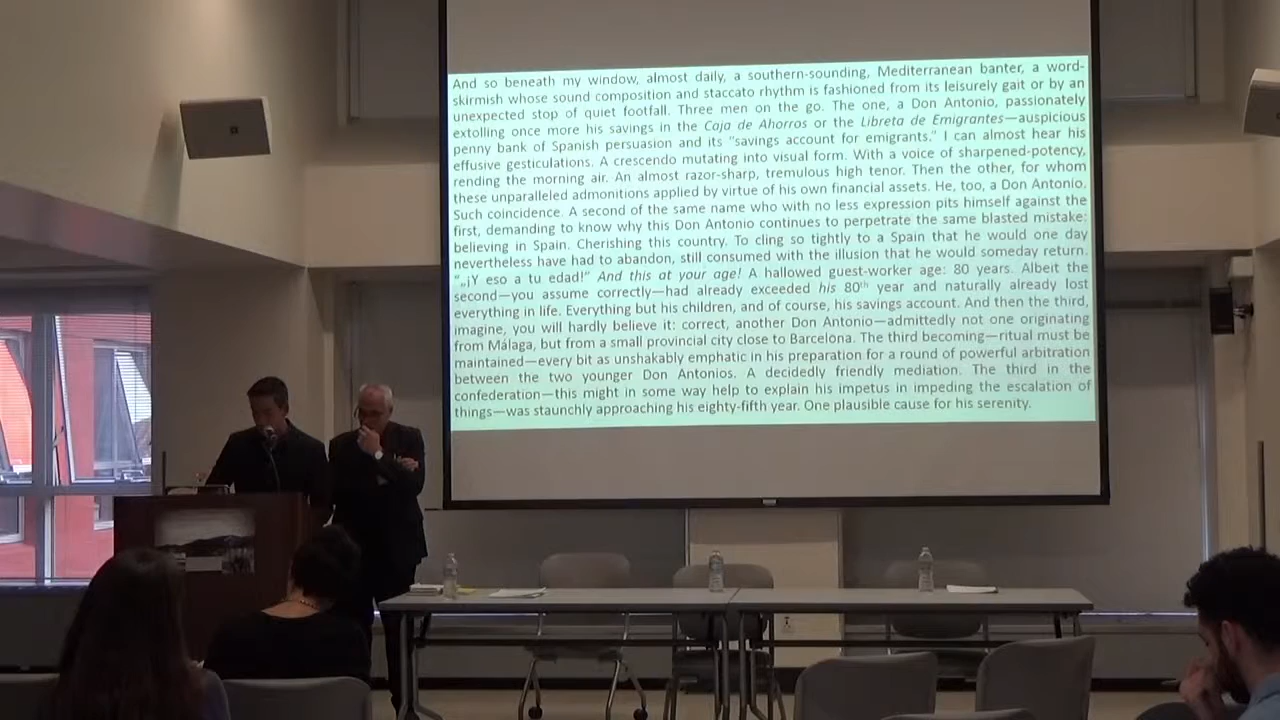 And so beneath my window, almost daily, a southern-sounding, Mediterranean banter, a word-
skirmish whose sound composition and staccato rhythm is fashioned from its leisurely gait or by an
unexpected stop of quiet footfall. Three men on the go. The one, a Don Antonio, passionately
extolling once more his savings in the Caja de Ahorros or the Libreta de Emigrantes—auspicious
penny bank of Spanish persuasion and its "savings account for emigrants." I can almost hear his
effusive gesticulations. A crescendo mutating into visual form. With a voice of sharpened-potency,
rending the morning air. An almost razor-sharp, tremulous high tenor. Then the other, for whom
these unparalleled admonitions applied by virtue of his own financial assets. He, too, a Don Antonio.
Such coincidence. A second of the same name who with no less expression pits himself against the
first, demanding to know why this Don Antonio continues to perpetrate the same blasted mistake:
believing in Spain. Cherishing this country. To cling so tightly to a Spain that he would one day
nevertheless have had to abandon, still consumed with the illusion that he would someday return.
"„¡Y eso a tu edad!" And this at your age! A hallowed guest-worker age: 80 years. Albeit the
second—you assume correctly—had already exceeded his 80th year and naturally already lost
everything in life. Everything but his children, and of course, his savings account. And then the third,
imagine, you will hardly believe it: correct, another Don Antonio—admittedly not one originating
from Málaga, but from a small provincial city close to Barcelona. The third becoming—ritual must be
maintained—every bit as unshakably emphatic in his preparation for a round of powerful arbitration
between the two younger Don Antonios. A decidedly friendly mediation. The third in the
confederation—this might in some way help to explain his impetus in impeding the escalation of
things—was staunchly approaching his eighty-fifth year. One plausible cause for his serenity.